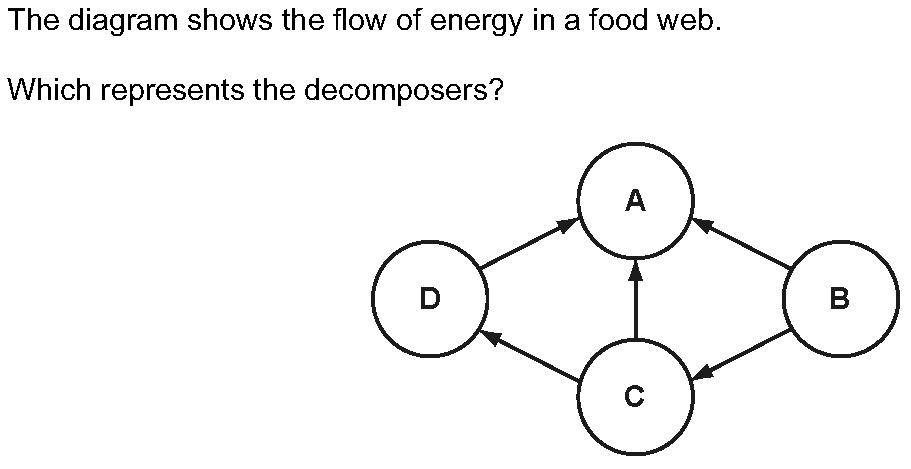 The diagram shows the flow of energy in a food web.
Which represents the decomposers?
A
D
B
C